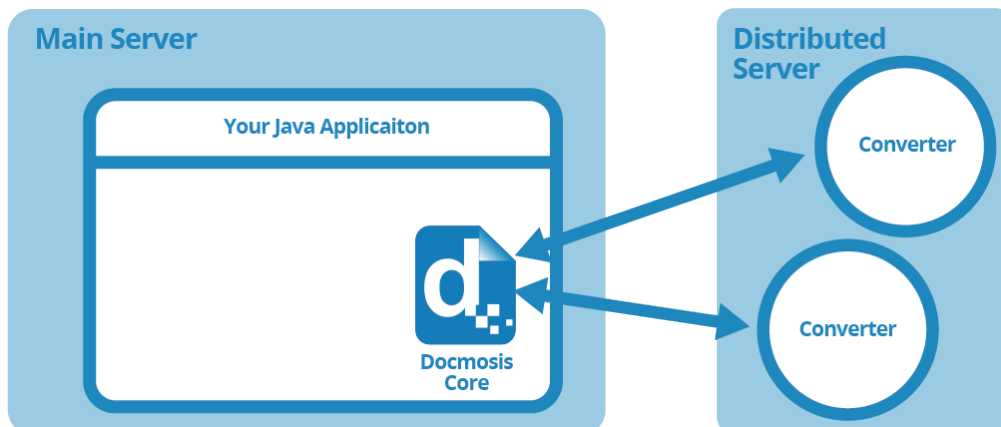 Main Server
Your Java Applicaiton
d
Docmosis
Core
Distributed
Server
Converter
Converter